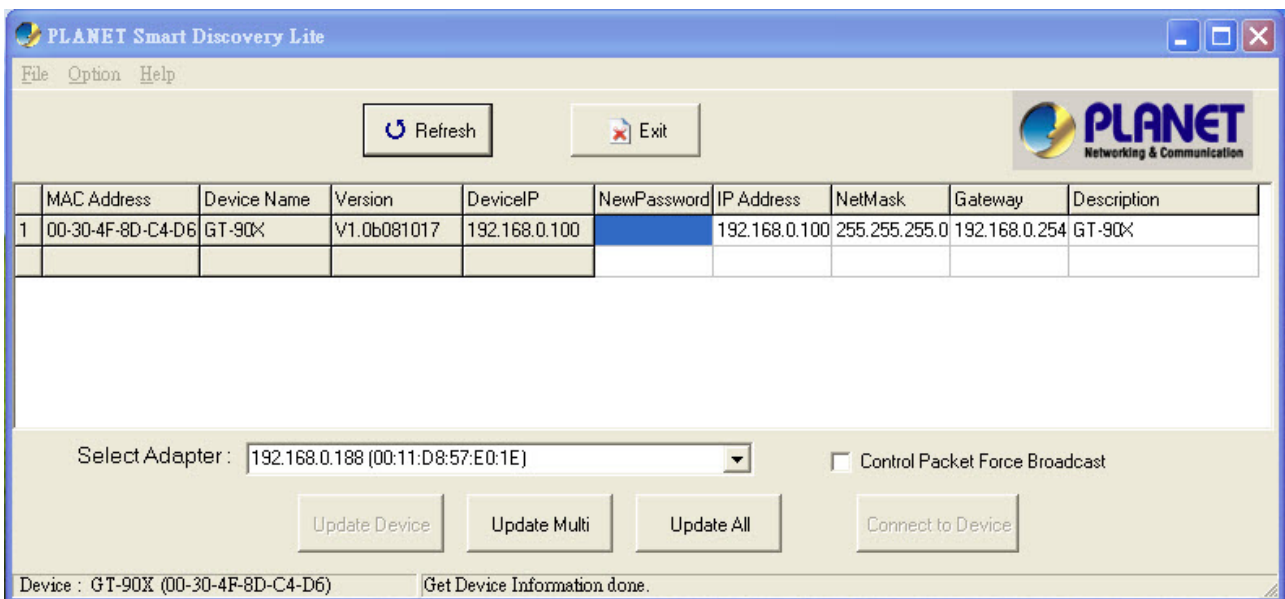 PLANET Smart Discovery Lite
File Option Help
Refresh Exit
PLANET
Networking & Communication
MAC Address Device Name Version DeviceIP NewPassword IP Address NetMask Gateway Description
1 00-30-4F-8D-C4-D6 GT-90X V1.0b081017 192.168.0.100 192.168.0.100 255.255.255.0 192.168.0.254 GT-90X
Select Adapter : 192.168.0.188 (00:11:D8:57:E0:1E) Control Packet Force Broadcast
Update Device Update Multi Update All Connect to Device
Device : GT-90X (00-30-4F-8D-C4-D6) Get Device Information done.